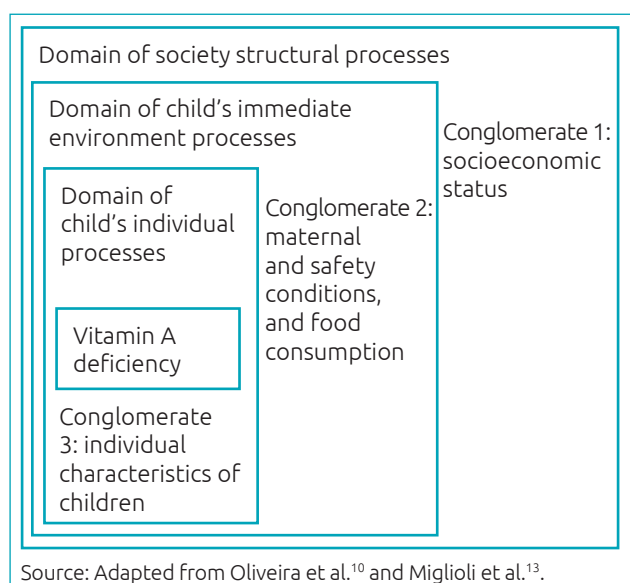 Domain of society structural processes
Domain of child’s immediate
environment processes
Conglomerate 1:
socioeconomic
status
Domain of
child’s individual
processes
Conglomerate 2:
maternal
and safety
conditions,
and food
consumption
Vitamin A
deficiency
Conglomerate
3: individual
characteristics of
children
Source: Adapted from Oliveira et al.¹⁰ and Miglioli et al.¹³.